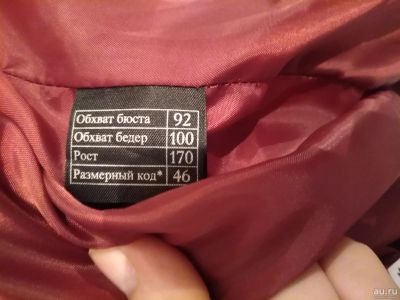 Обхват бюста 92
Обхват бедер 100
Рост 170
Размерный код* 46
au.ru